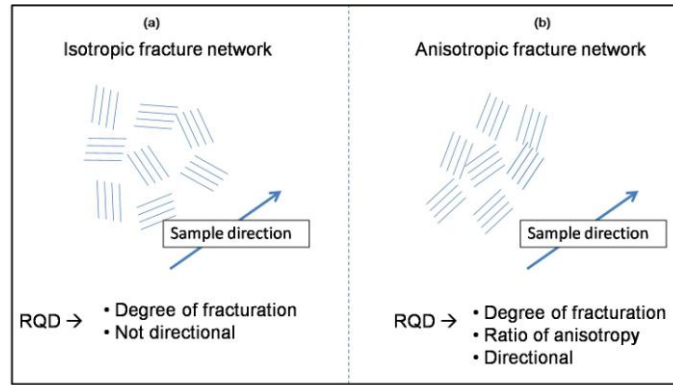 (a)
Isotropic fracture network
Sample direction
RQD →
• Degree of fracturation
• Not directional
(b)
Anisotropic fracture network
Sample direction
RQD →
• Degree of fracturation
• Ratio of anisotropy
• Directional